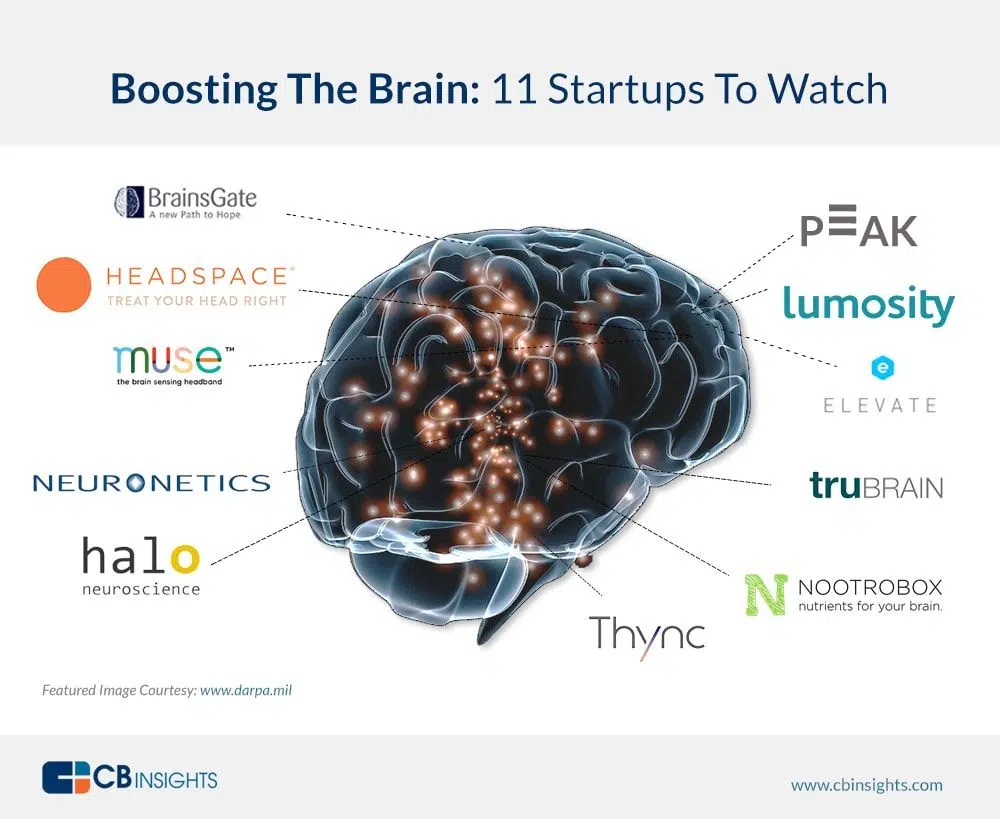 Boosting The Brain: 11 Startups To Watch
BrainsGate
A new Path to Hope
HEADSPACE®
TREAT YOUR HEAD RIGHT
muse™
the brain sensing headband
NEURONETICS
halo
neuroscience
PEAK
lumosity
e
ELEVATE
truBRAIN
N NOOTROBOX
nutrients for your brain.
Thync
Featured Image Courtesy: www.darpa.mil
CBINSIGHTS
www.cbinsights.com